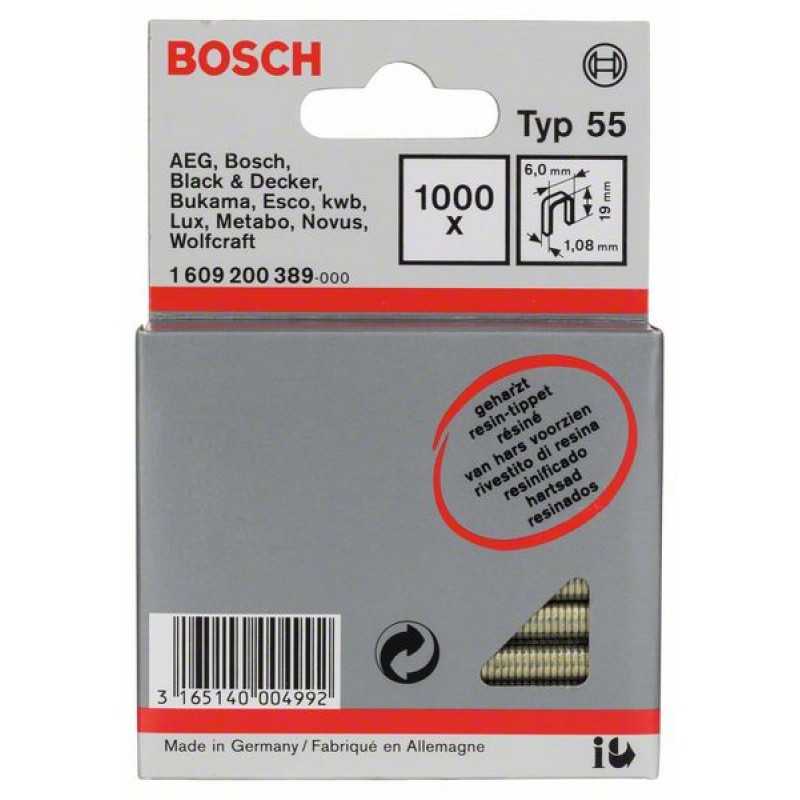 BOSCH
Typ 55
AEG, Bosch,
Black & Decker,
Bukama, Esco, kwb,
Lux, Metabo, Novus,
Wolfcraft
1 609 200 389-000
1000
x
6,0 mm
19 mm
1,08 mm
geharzt
resin-tippet
résiné
van hars voorzien
rivestito di resina
resinificado
hartsad
resinados
3 165140 004992
Made in Germany / Fabriqué en Allemagne